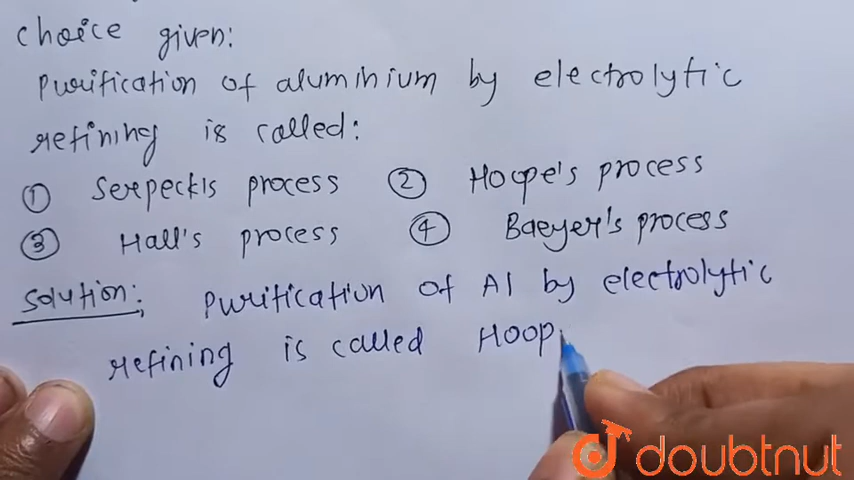 choice given:
Purification of aluminium by electrolytic
refining is called:
① Serpeck's process ② Hoope's process
③ Hall's process ④ Baeyer's process
Solution: Purification of Al by electrolytic
refining is called Hoop
doubtnut